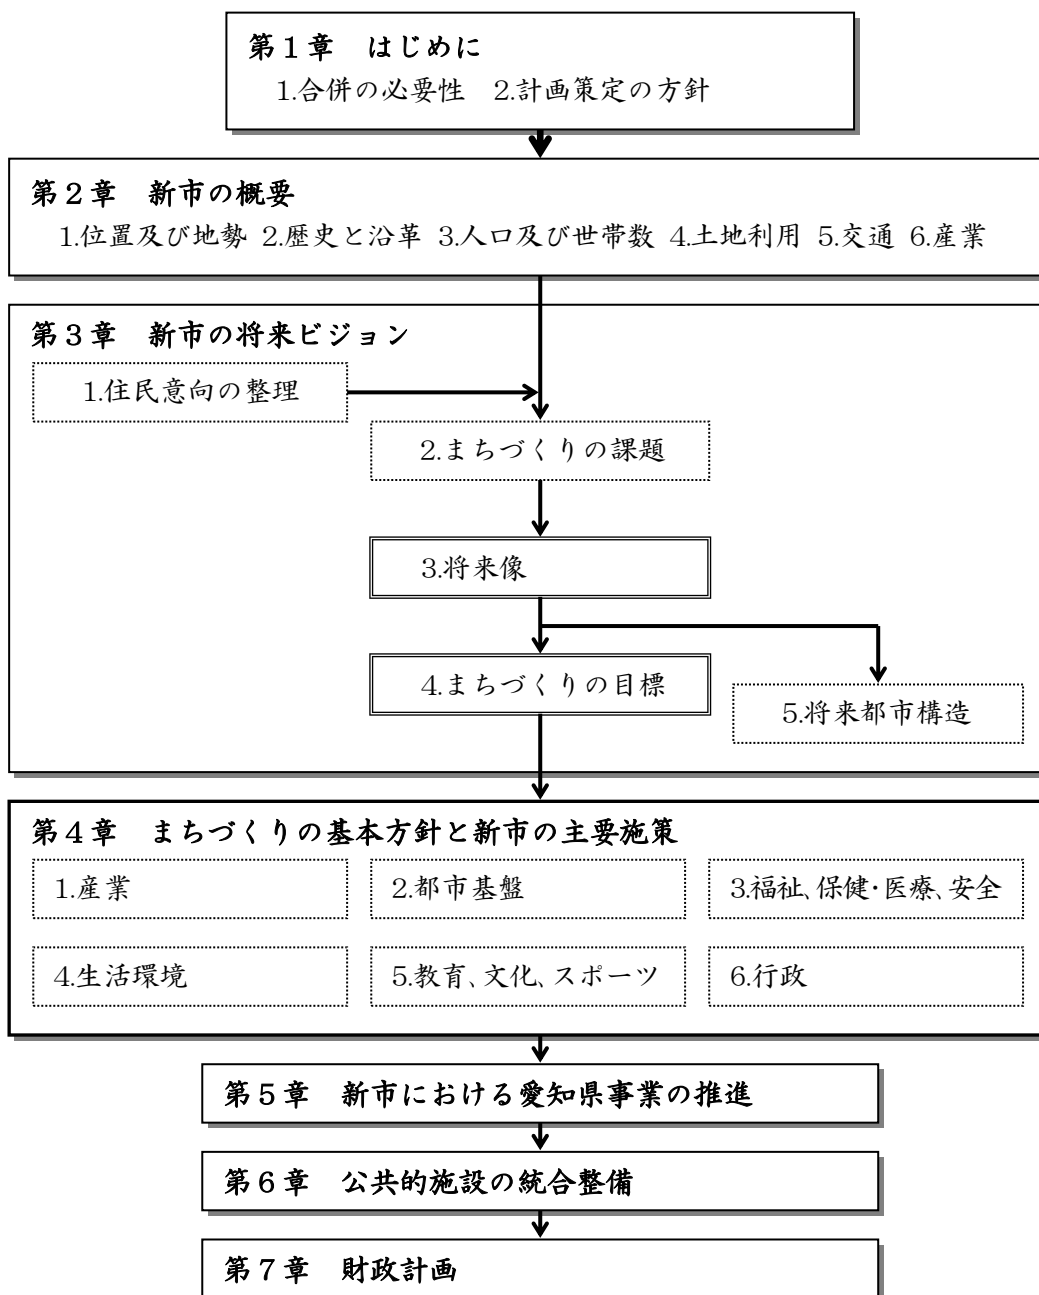 第1章　はじめに
1.合併の必要性　2.計画策定の方針
第2章　新市の概要
1.位置及び地勢 2.歴史と沿革 3.人口及び世帯数 4.土地利用 5.交通 6.産業
第3章　新市の将来ビジョン
1.住民意向の整理
2.まちづくりの課題
3.将来像
4.まちづくりの目標
5.将来都市構造
第4章　まちづくりの基本方針と新市の主要施策
1.産業
2.都市基盤
3.福祉、保健・医療、安全
4.生活環境
5.教育、文化、スポーツ
6.行政
第5章　新市における愛知県事業の推進
第6章　公共的施設の統合整備
第7章　財政計画